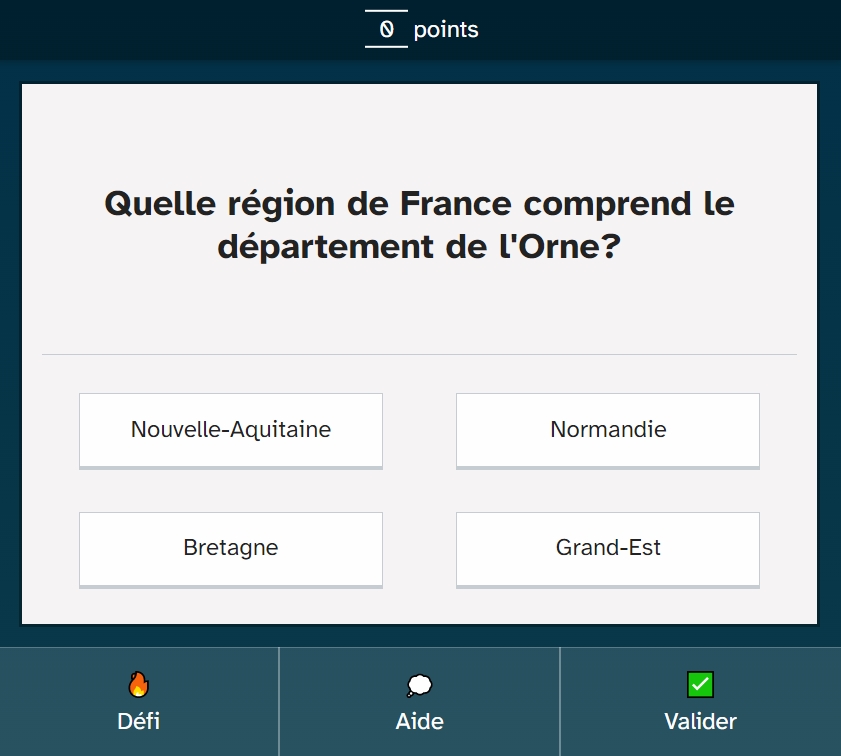 0 points
Quelle région de France comprend le
département de l'Orne?
Nouvelle-Aquitaine
Normandie
Bretagne
Grand-Est
Défi
Aide
Valider